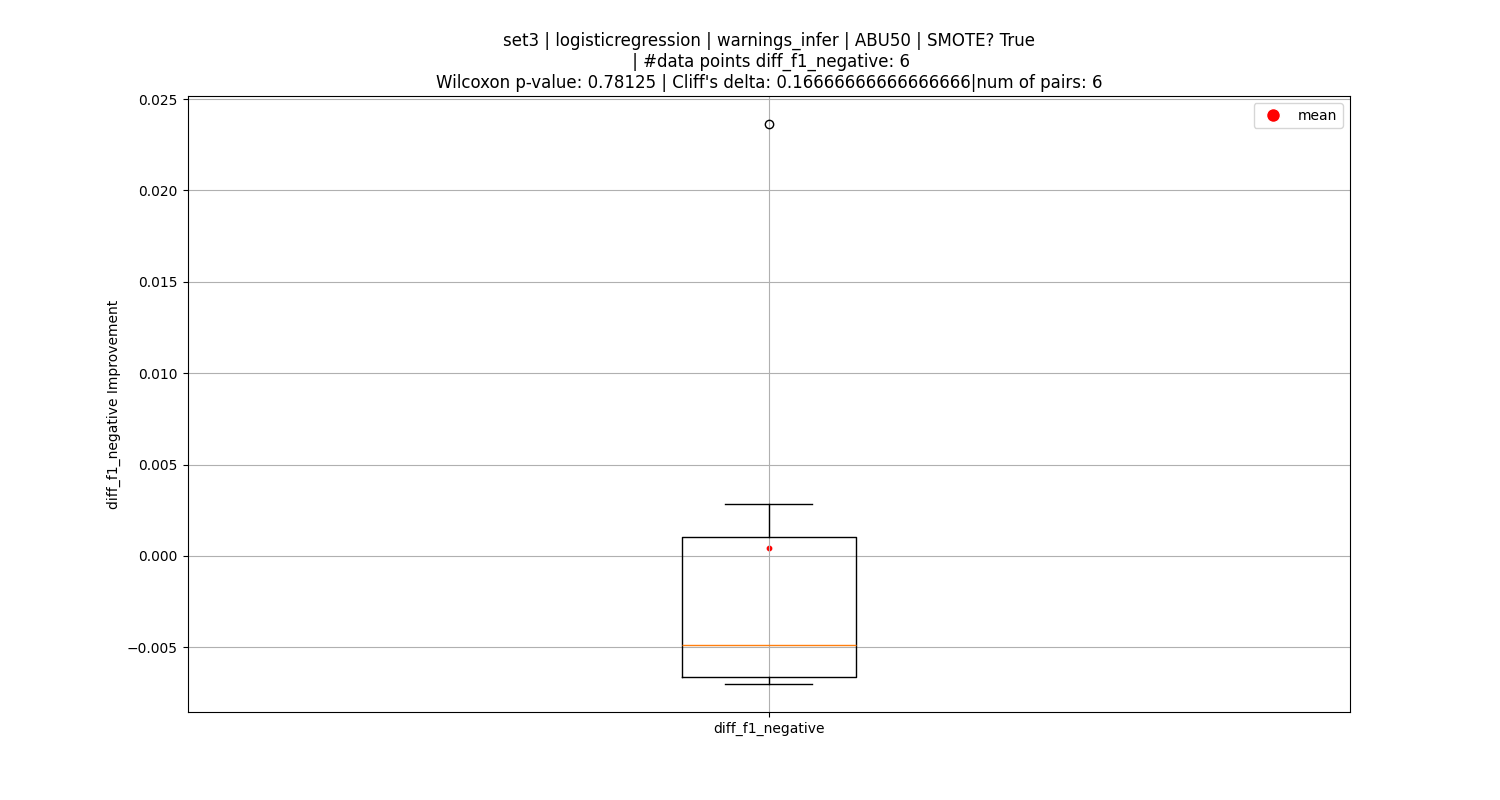 set3 | logisticregression | warnings_infer | ABU50 | SMOTE? True
| #data points diff_f1_negative: 6
Wilcoxon p-value: 0.78125 | Cliff's delta: 0.16666666666666666|num of pairs: 6
mean
0.025
0.020
0.015
0.010
0.005
0.000
−0.005
diff_f1_negative Improvement
diff_f1_negative